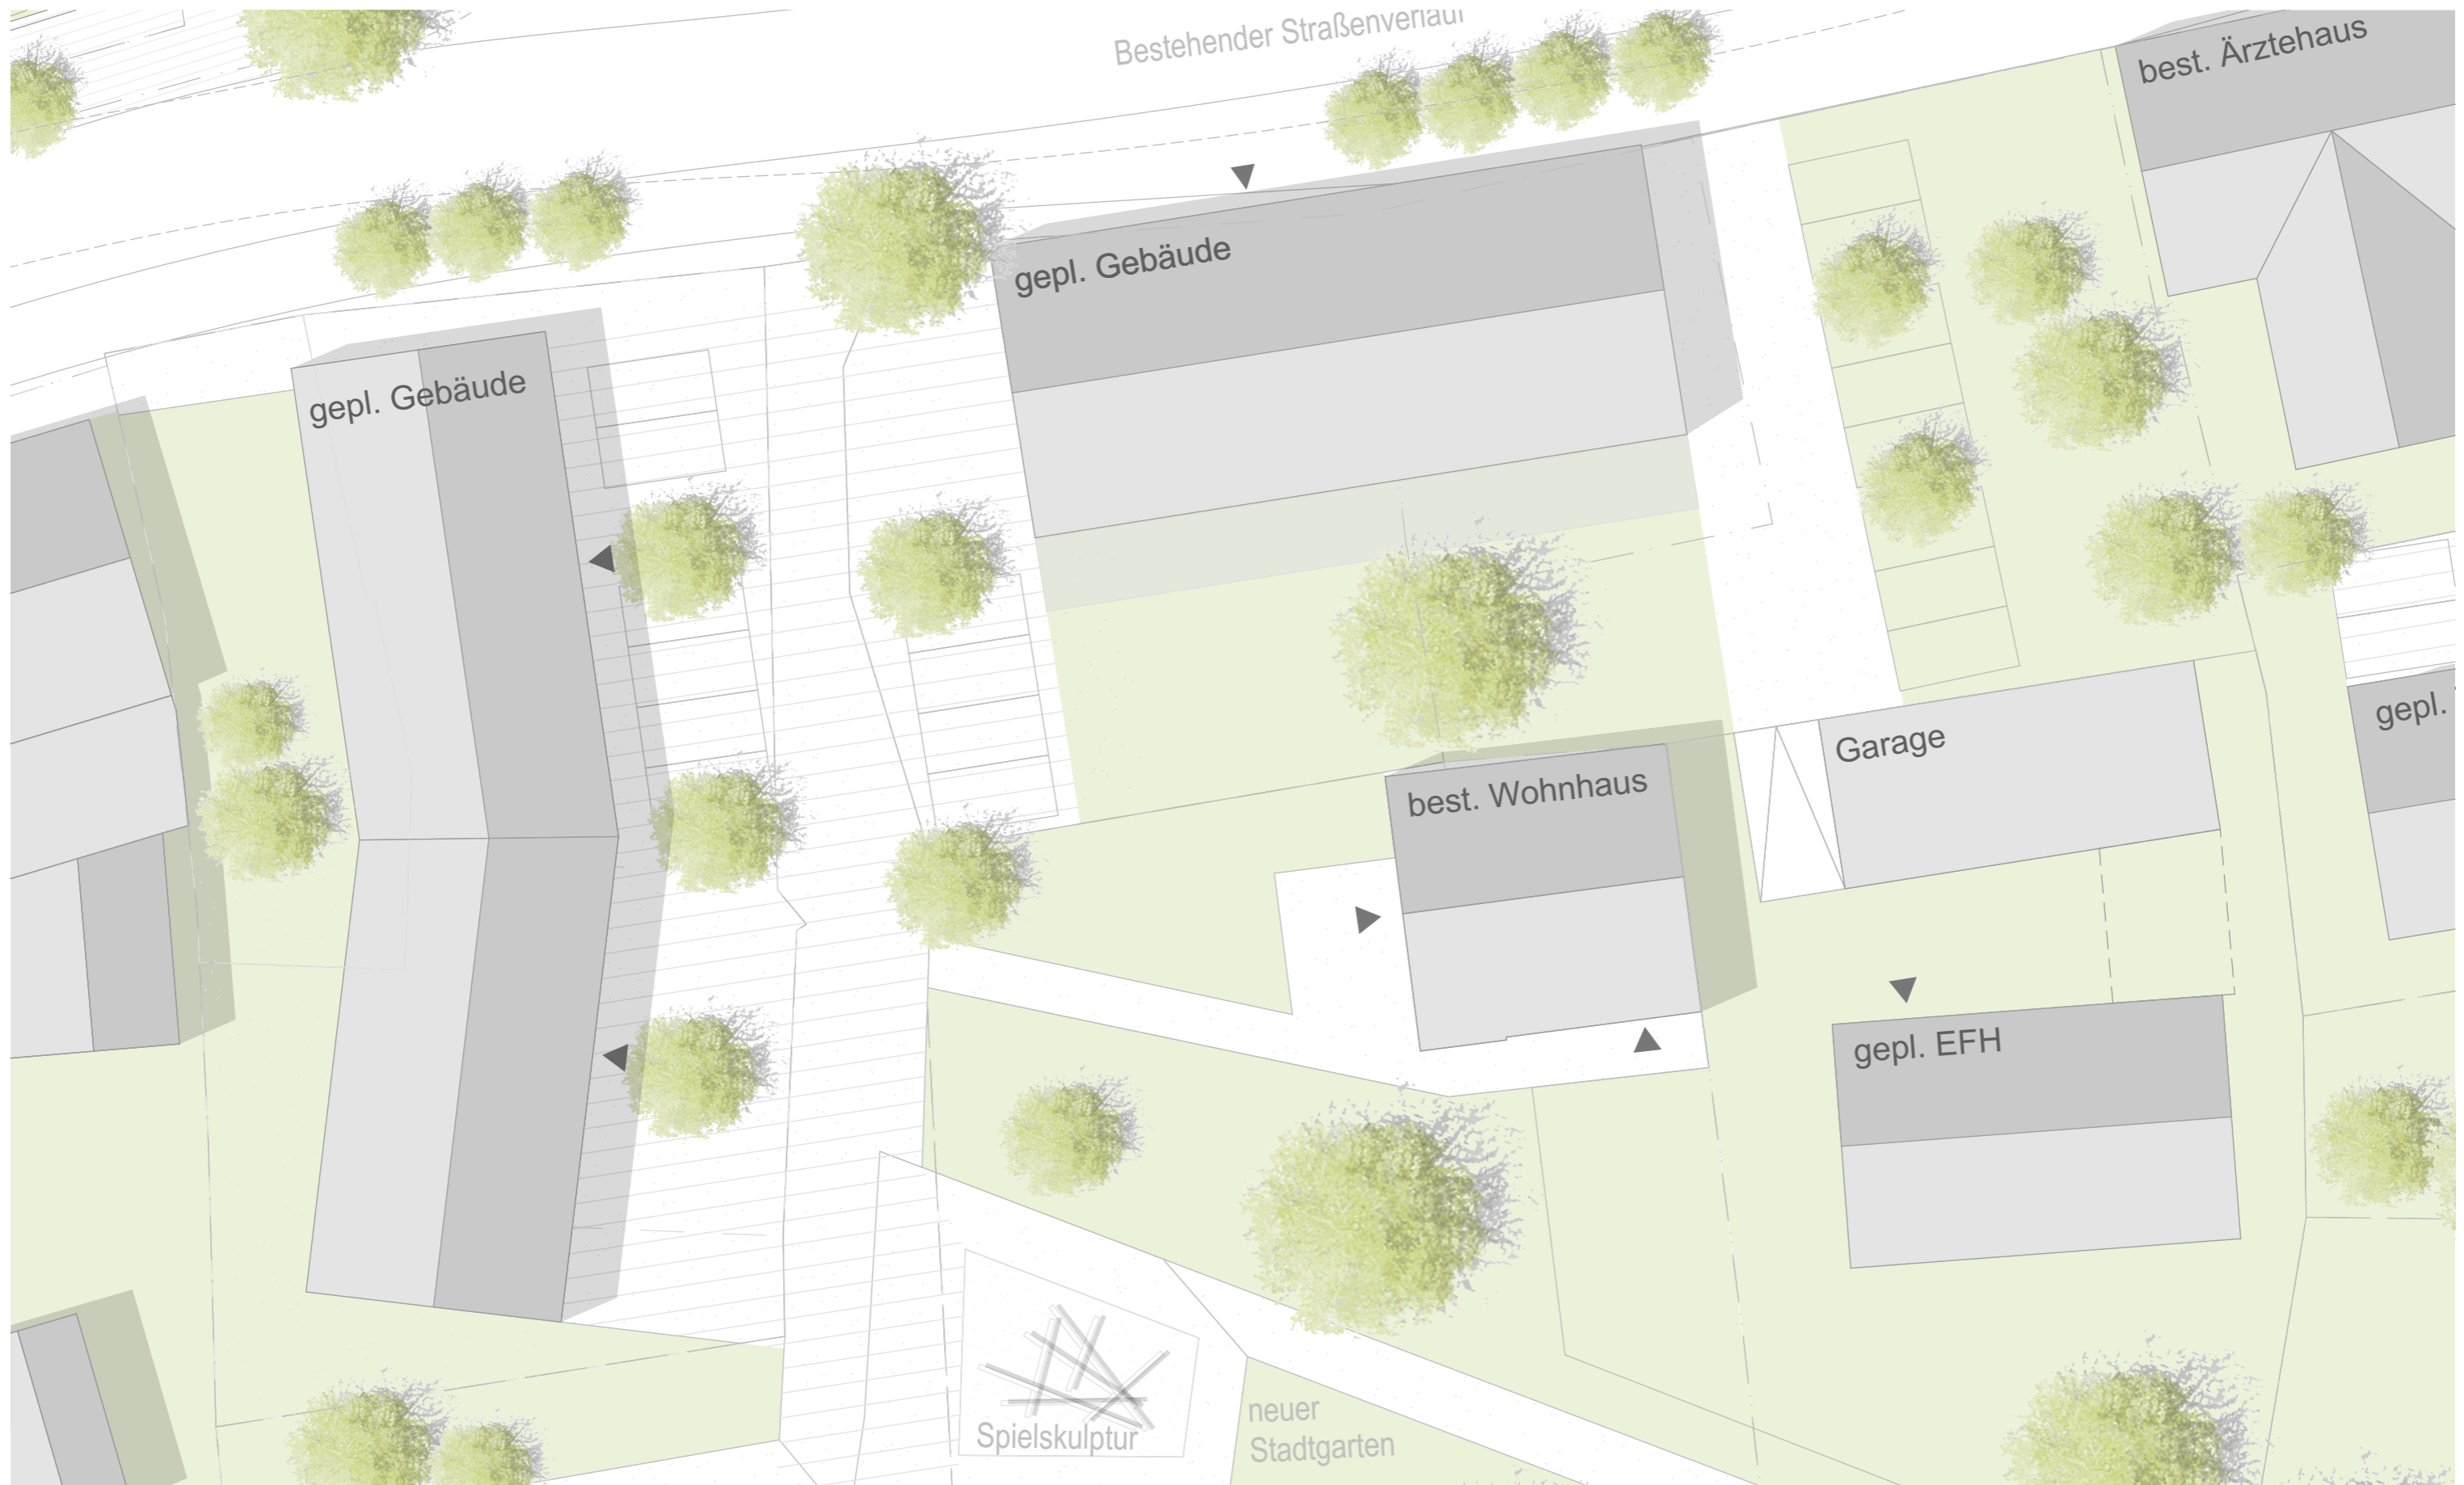 Bestehender Straßenverlauf
best. Ärztehaus
gepl. Gebäude
gepl. Gebäude
gepl.
Garage
best. Wohnhaus
gepl. EFH
Spielskulptur
neuer
Stadtgarten